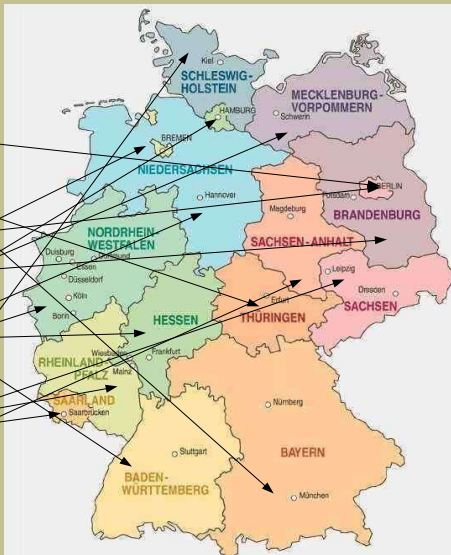 Kiel
SCHLESWIG-
HOLSTEIN
MECKLENBURG-
VORPOMMERN
HAMBURG
Schwerin
BREMEN
NIEDERSACHSEN
Hannover
BERLIN
Potsdam
BRANDENBURG
Magdeburg
SACHSEN-ANHALT
NORDRHEIN-
WESTFALEN
Duisburg
Dortmund
Essen
Düsseldorf
Köln
Bonn
Leipzig
Dresden
SACHSEN
Erfurt
THÜRINGEN
HESSEN
Wiesbaden
Frankfurt
Mainz
RHEINLAND-
PFALZ
SAARLAND
Saarbrücken
Nürnberg
BAYERN
Stuttgart
BADEN-
WÜRTTEMBERG
München